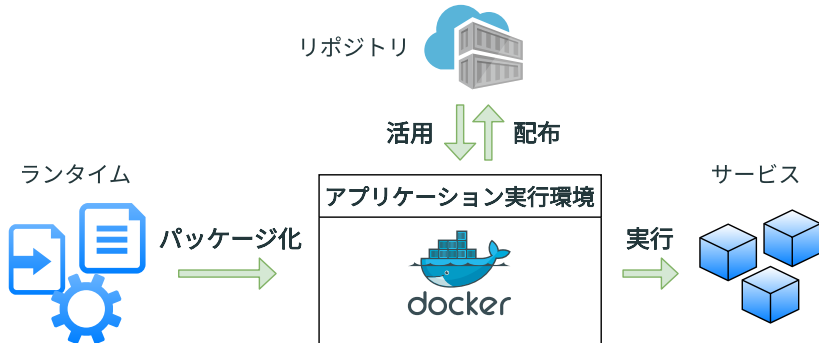 リポジトリ
活用
配布
ランタイム
サービス
アプリケーション実行環境
パッケージ化
実行
docker